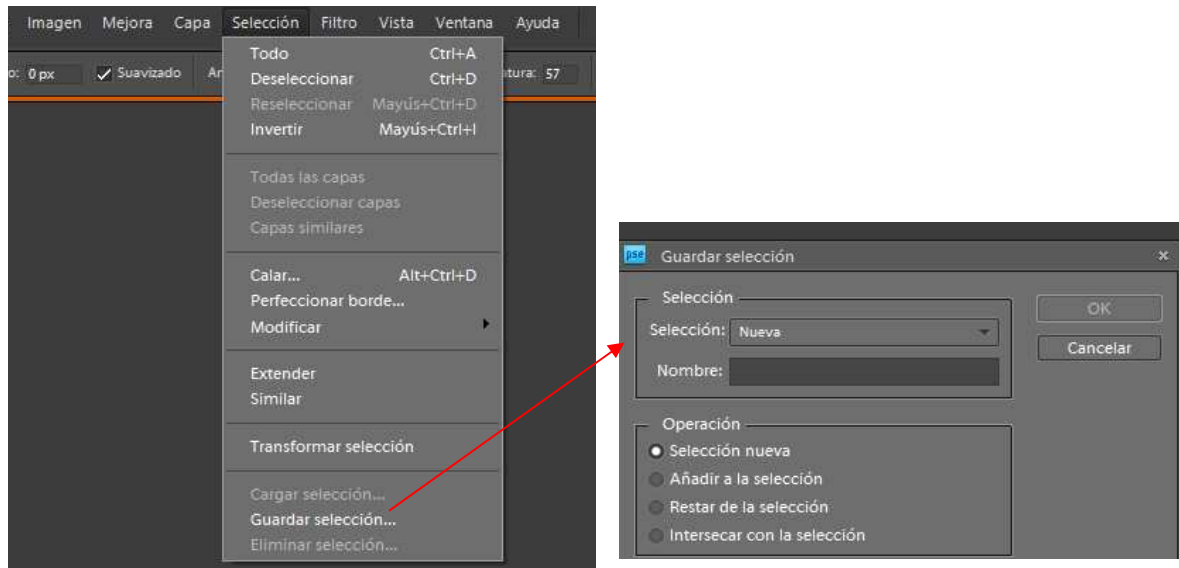 Imagen Mejora Capa Selección Filtro Vista Ventana Ayuda
o: 0 px Suavizado Ar tura: 57
Todo Ctrl+A
Deseleccionar Ctrl+D
Reseleccionar Mayús+Ctrl+D
Invertir Mayús+Ctrl+I
Todas las capas
Deseleccionar capas
Capas similares
Calar... Alt+Ctrl+D
Perfeccionar borde...
Modificar
Extender
Similar
Transformar selección
Cargar selección...
Guardar selección...
Eliminar selección...
pse Guardar selección
Selección
Selección: Nueva
Nombre:
OK
Cancelar
Operación
Selección nueva
Añadir a la selección
Restar de la selección
Intersecar con la selección